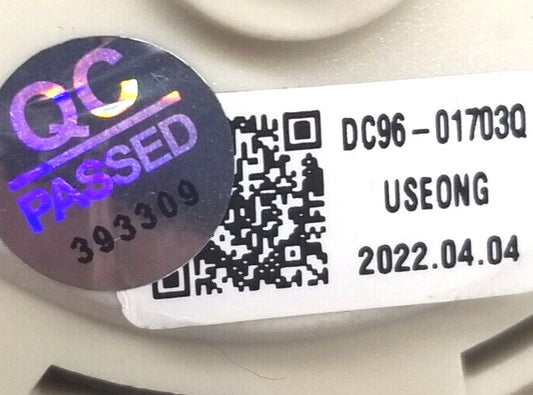 QC
PASSED
393309
DC96-01703Q
USEONG
2022.04.04